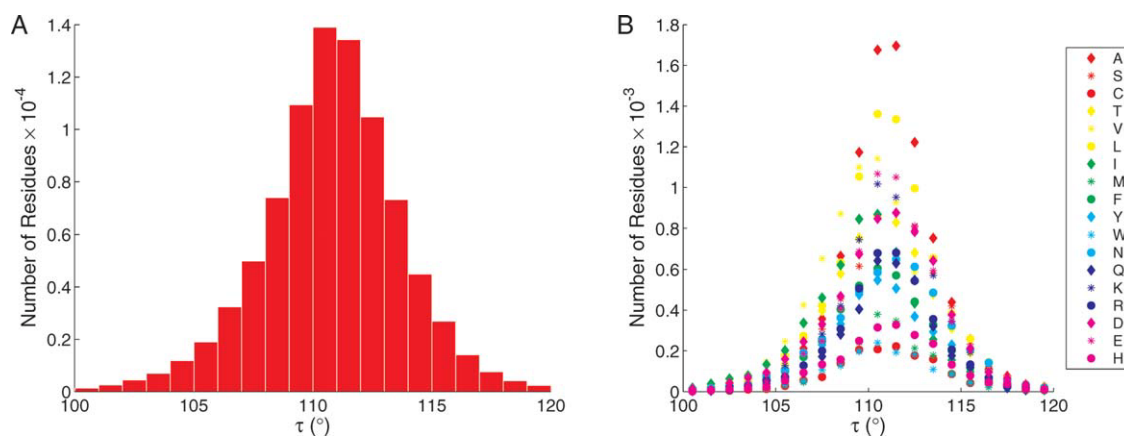 A
Number of Residues × 10⁻⁴
1.4
1.2
1
0.8
0.6
0.4
0.2
0
100
105
110
115
120
τ (°)
B
Number of Residues × 10⁻³
1.8
1.6
1.4
1.2
1
0.8
0.6
0.4
0.2
0
100
105
110
115
120
τ (°)
A
S
C
T
V
L
I
M
F
Y
W
N
Q
K
R
D
E
H